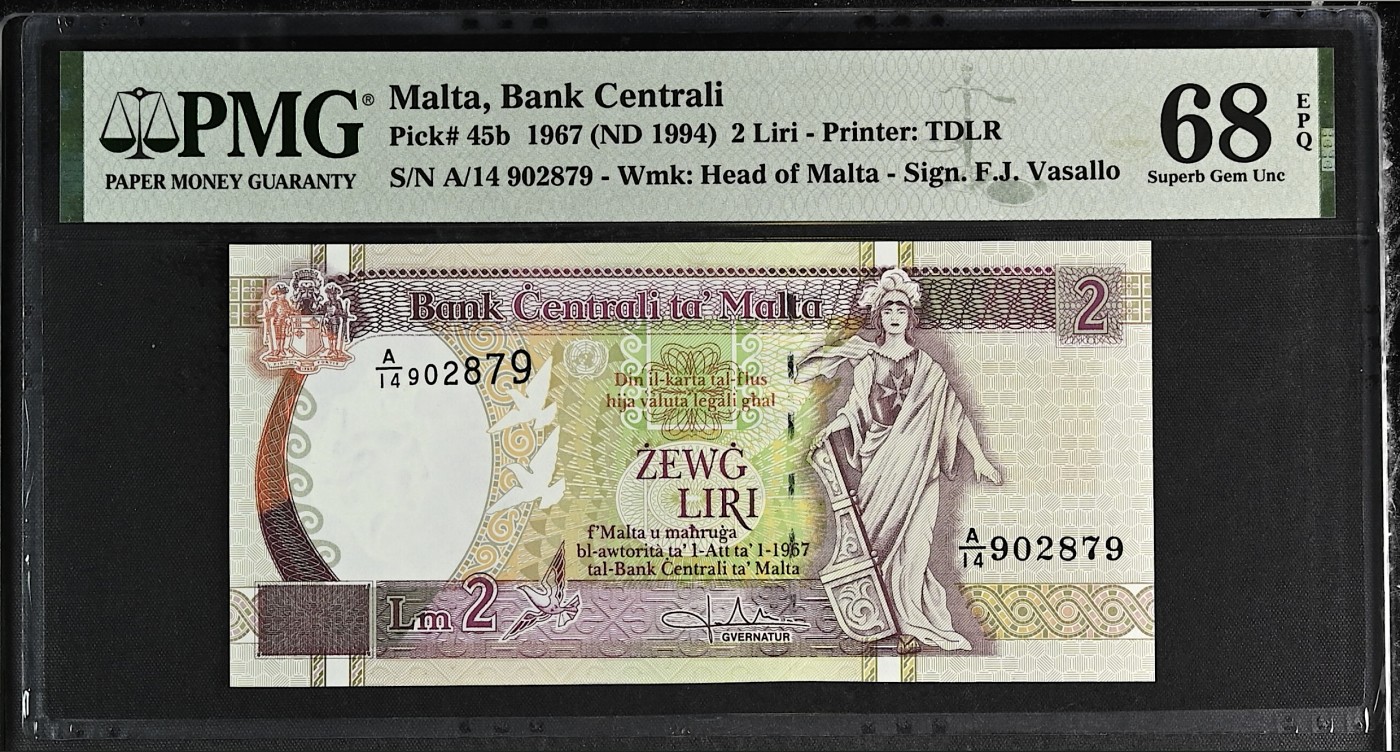 PMG®
PAPER MONEY GUARANTY
Malta, Bank Centrali
Pick# 45b 1967 (ND 1994) 2 Liri - Printer: TDLR
S/N A/14 902879 - Wmk: Head of Malta - Sign. F.J. Vasallo
68
EPQ
Superb Gem Unc
Bank Ċentrali ta' Malta
2
A/14 902879
Din il-karta tal-flus
hija valuta legali għal
ŻEWĠ
LIRI
f'Malta u maħruġa
bl-awtorità ta' l-Att ta' l-1967
tal-Bank Ċentrali ta' Malta
A/14 902879
Lm 2
GVERNATUR